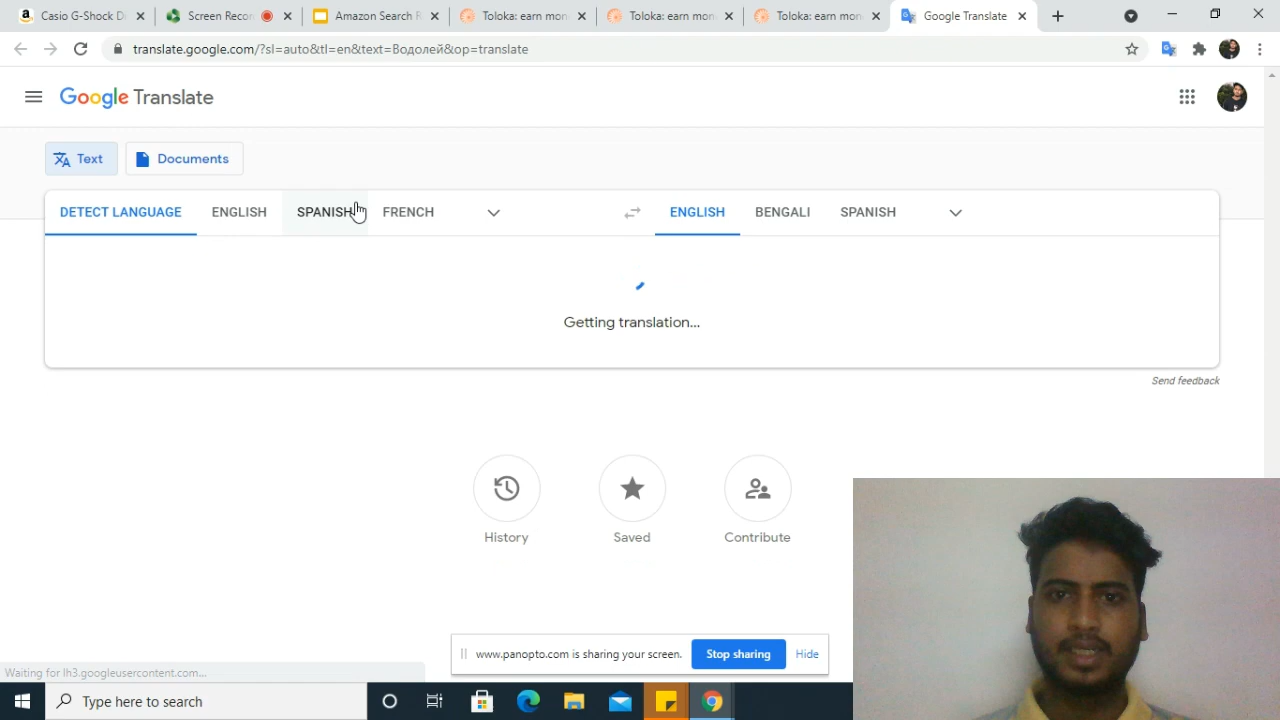 Casio G-Shock D
Screen Recor
Amazon Search R
Toloka: earn mon
Toloka: earn mon
Toloka: earn mon
Google Translate
translate.google.com/?sl=auto&tl=en&text=Водолей&op=translate
Google Translate
Text
Documents
DETECT LANGUAGE ENGLISH SPANISH FRENCH
ENGLISH BENGALI SPANISH
Getting translation...
Send feedback
History
Saved
Contribute
www.panopto.com is sharing your screen.
Stop sharing
Hide
Waiting for lh3.googleusercontent.com...
Type here to search